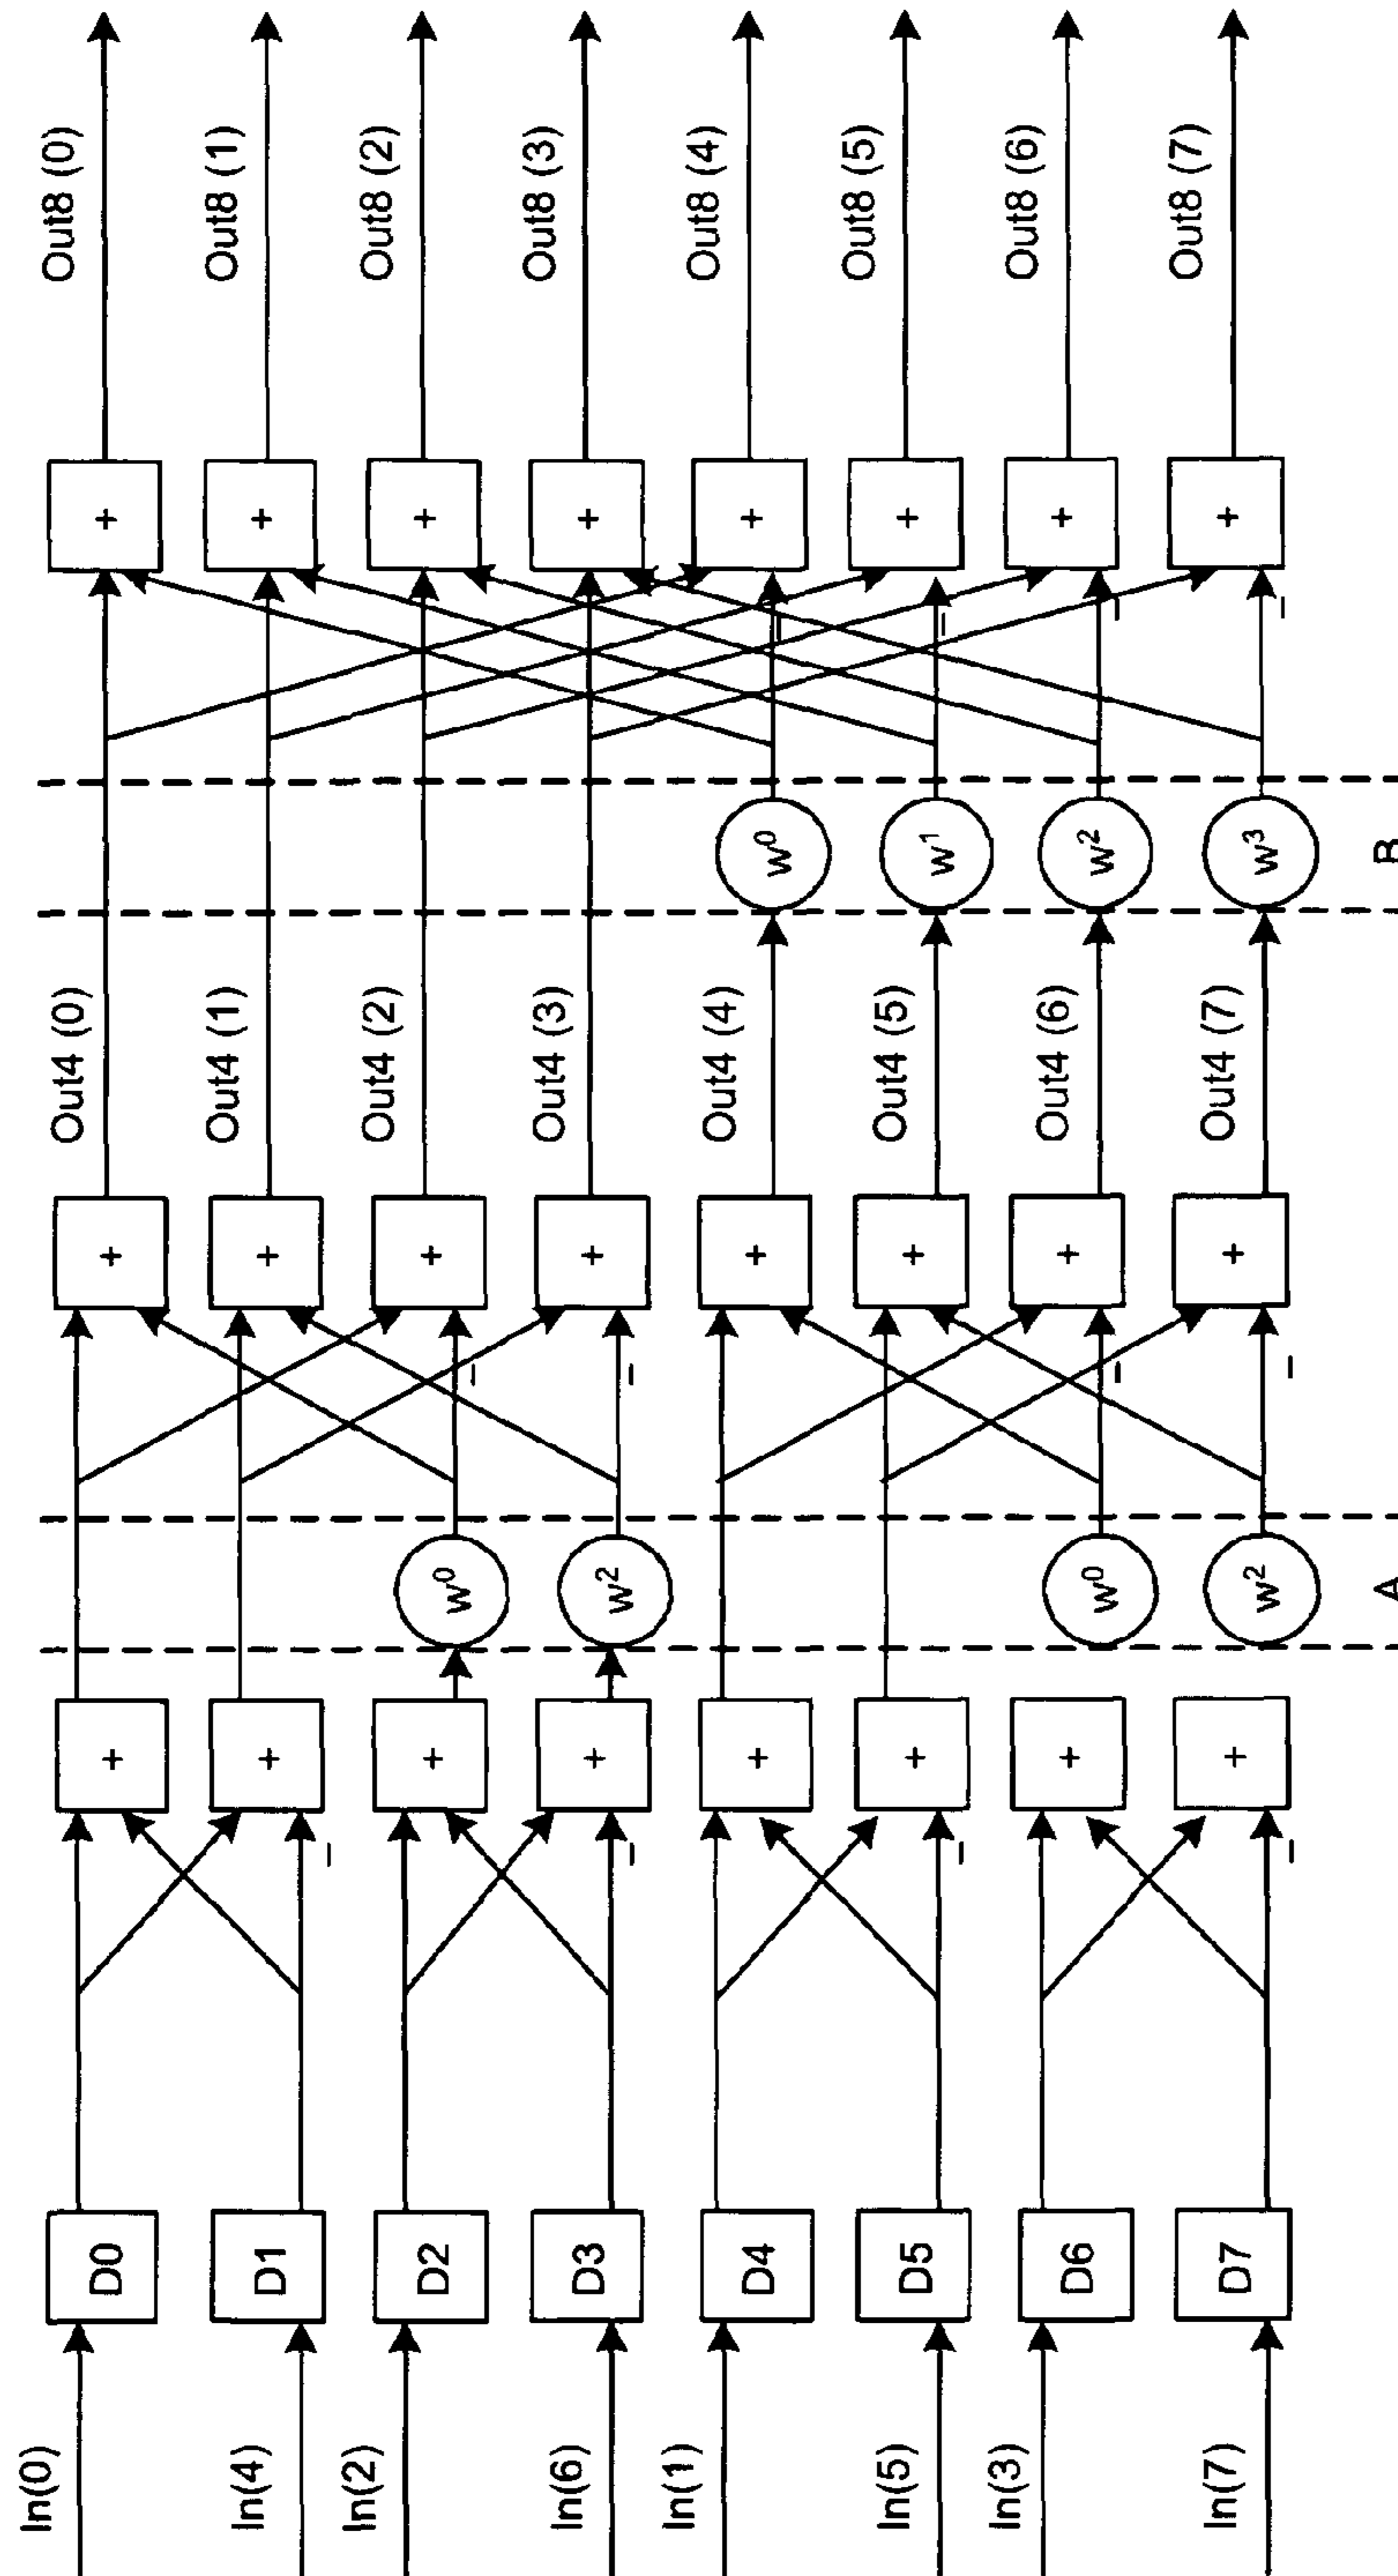 Out8 (0)
Out8 (1)
Out8 (2)
Out8 (3)
Out8 (4)
Out8 (5)
Out8 (6)
Out8 (7)
+ + + + + + + +
– – – –
w⁰
w¹
w²
w³
B
Out4 (0)
Out4 (1)
Out4 (2)
Out4 (3)
Out4 (4)
Out4 (5)
Out4 (6)
Out4 (7)
+ + + + + + + +
– – – –
w⁰
w²
w⁰
w²
A
+ + + + + + + +
– – – –
D0
D1
D2
D3
D4
D5
D6
D7
In(0)
In(4)
In(2)
In(6)
In(1)
In(5)
In(3)
In(7)